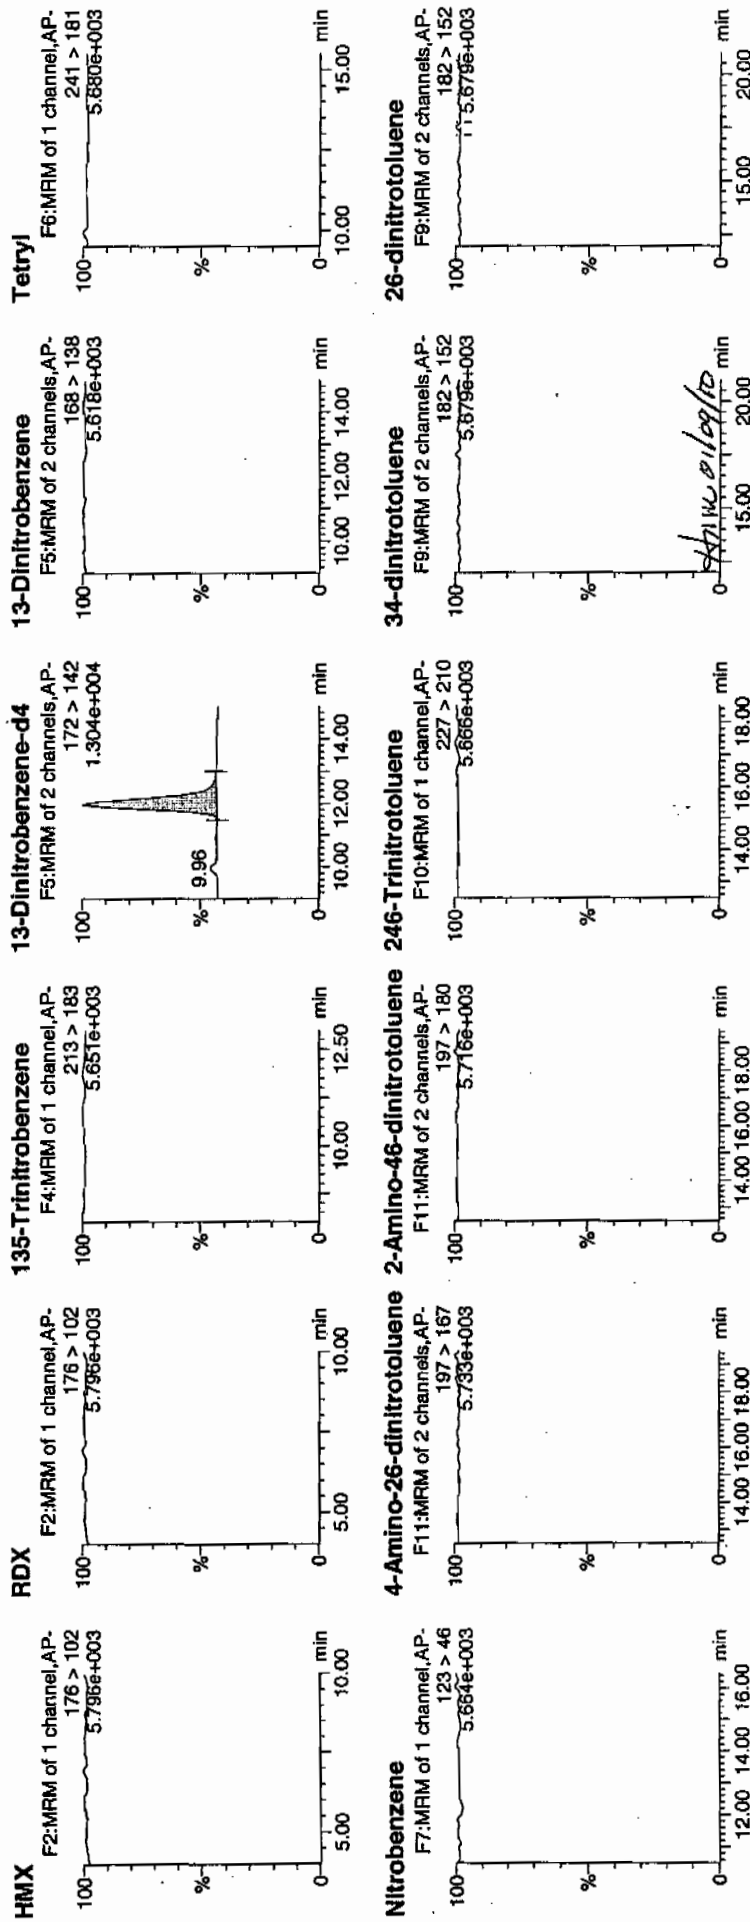 HMX
F2:MRM of 1 channel,AP-
176 > 102
5.796e+003
100
%
0
5.00 10.00 min
RDX
F2:MRM of 1 channel,AP-
176 > 102
5.796e+003
100
%
0
5.00 10.00 min
135-Trinitrobenzene
F4:MRM of 1 channel,AP-
213 > 183
5.651e+003
100
%
0
10.00 12.50 min
13-Dinitrobenzene-d4
F5:MRM of 2 channels,AP-
172 > 142
1.304e+004
100
9.96
%
0
10.00 12.00 14.00 min
13-Dinitrobenzene
F5:MRM of 2 channels,AP-
168 > 138
5.618e+003
100
%
0
10.00 12.00 14.00 min
Tetryl
F6:MRM of 1 channel,AP-
241 > 181
5.680e+003
100
%
0
10.00 15.00 min
Nitrobenzene
F7:MRM of 1 channel,AP-
123 > 46
5.664e+003
100
%
0
12.00 14.00 16.00 min
4-Amino-26-dinitrotoluene
F11:MRM of 2 channels,AP-
197 > 167
5.733e+003
100
%
0
14.00 16.00 18.00 min
2-Amino-46-dinitrotoluene
F11:MRM of 2 channels,AP-
197 > 180
5.716e+003
100
%
0
14.00 16.00 18.00 min
246-Trinitrotoluene
F10:MRM of 1 channel,AP-
227 > 210
5.666e+003
100
%
0
14.00 16.00 18.00 min
34-dinitrotoluene
F9:MRM of 2 channels,AP-
182 > 152
5.679e+003
100
%
0
15.00 20.00 min
01/09/10
26-dinitrotoluene
F9:MRM of 2 channels,AP-
182 > 152
5.679e+003
100
%
0
15.00 20.00 min